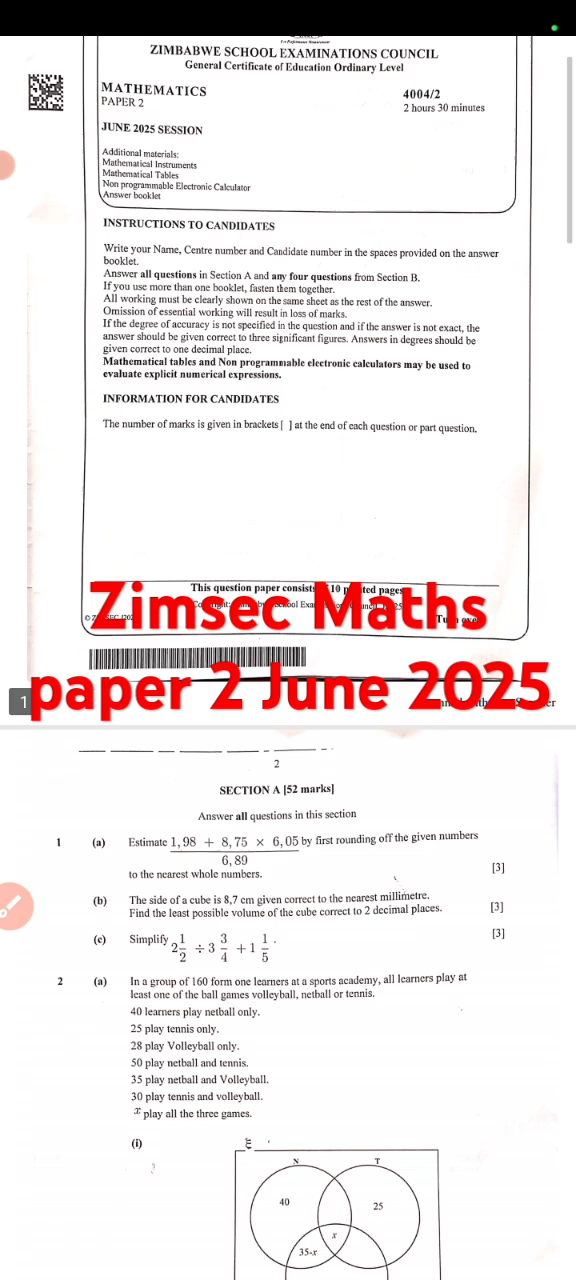 ZIMBABWE SCHOOL EXAMINATIONS COUNCIL
General Certificate of Education Ordinary Level
MATHEMATICS
4004/2
PAPER 2
2 hours 30 minutes
JUNE 2025 SESSION
Additional materials:
Mathematical Instruments
Mathematical Tables
Non programmable Electronic Calculator
Answer booklet
INSTRUCTIONS TO CANDIDATES
Write your Name, Centre number and Candidate number in the spaces provided on the answer
booklet.
Answer all questions in Section A and any four questions from Section B.
If you use more than one booklet, fasten them together.
All working must be clearly shown on the same sheet as the rest of the answer.
Omission of essential working will result in loss of marks.
If the degree of accuracy is not specified in the question and if the answer is not exact, the
answer should be given correct to three significant figures. Answers in degrees should be
given correct to one decimal place.
Mathematical tables and Non programmable electronic calculators may be used to
evaluate explicit numerical expressions.
INFORMATION FOR CANDIDATES
The number of marks is given in brackets [ ] at the end of each question or part question.
This question paper consists 10 pages
Zimsec Maths
paper 2 June 2025
1
2
SECTION A [52 marks]
Answer all questions in this section
1 (a) Estimate 1,98 + 8,75 × 6,05 by first rounding off the given numbers
6,89
to the nearest whole numbers. [3]
(b) The side of a cube is 8,7 cm given correct to the nearest millimetre.
Find the least possible volume of the cube correct to 2 decimal places. [3]
(c) Simplify 2 1/2 ÷ 3 3/4 + 1 1/5 . [3]
2 (a) In a group of 160 form one learners at a sports academy, all learners play at
least one of the ball games volleyball, netball or tennis.
40 learners play netball only.
25 play tennis only.
28 play Volleyball only.
50 play netball and tennis.
35 play netball and Volleyball.
30 play tennis and volleyball.
x play all the three games.
(i)
ξ
N T
40 25
x
35-x